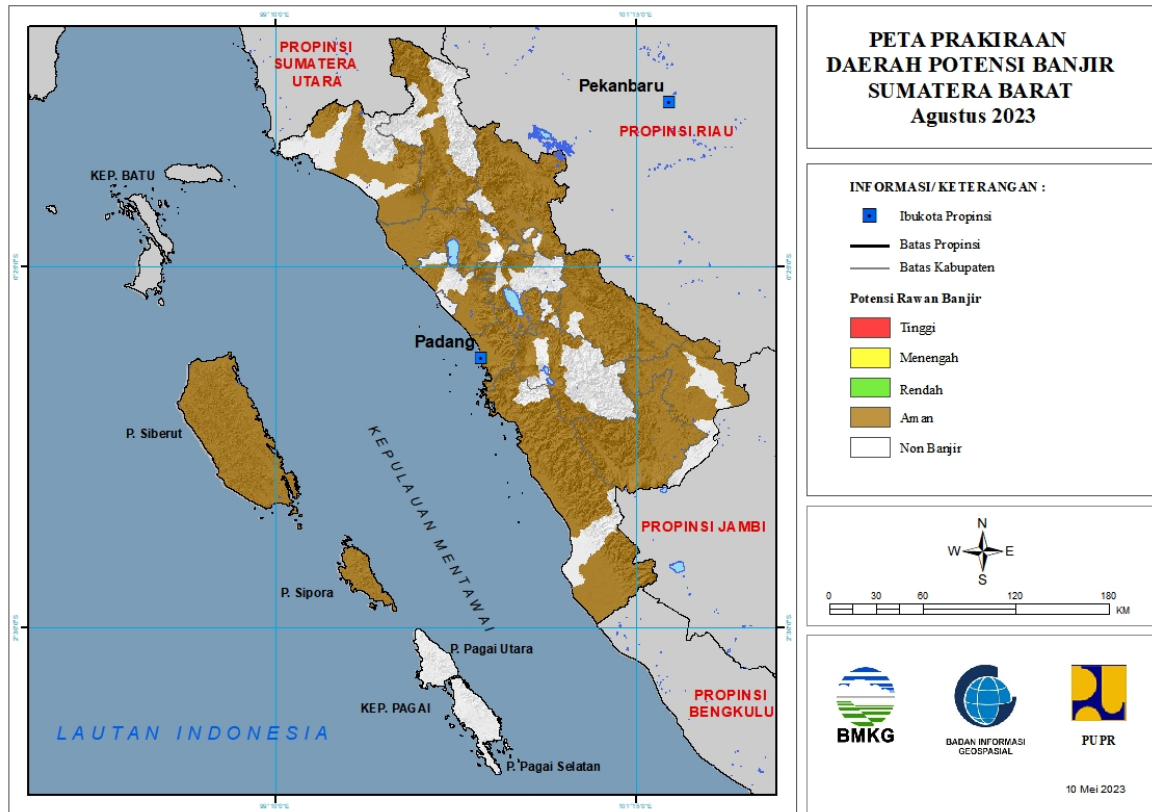 PETA PRAKIRAAN
DAERAH POTENSI BANJIR
SUMATERA BARAT
Agustus 2023
INFORMASI/ KETERANGAN :
Ibukota Propinsi
Batas Propinsi
Batas Kabupaten
Potensi Rawan Banjir
Tinggi
Menengah
Rendah
Aman
Non Banjir
N
W E
S
0 30 60 120 180
KM
BMKG
BADAN INFORMASI
GEOSPASIAL
PUPR
10 Mei 2023
PROPINSI
SUMATERA
UTARA
Pekanbaru
PROPINSI RIAU
KEP. BATU
Padang
P. Siberut
KEPULAUAN MENTAWAI
PROPINSI JAMBI
P. Sipora
P. Pagai Utara
KEP. PAGAI
PROPINSI
BENGKULU
LAUTAN INDONESIA
P. Pagai Selatan